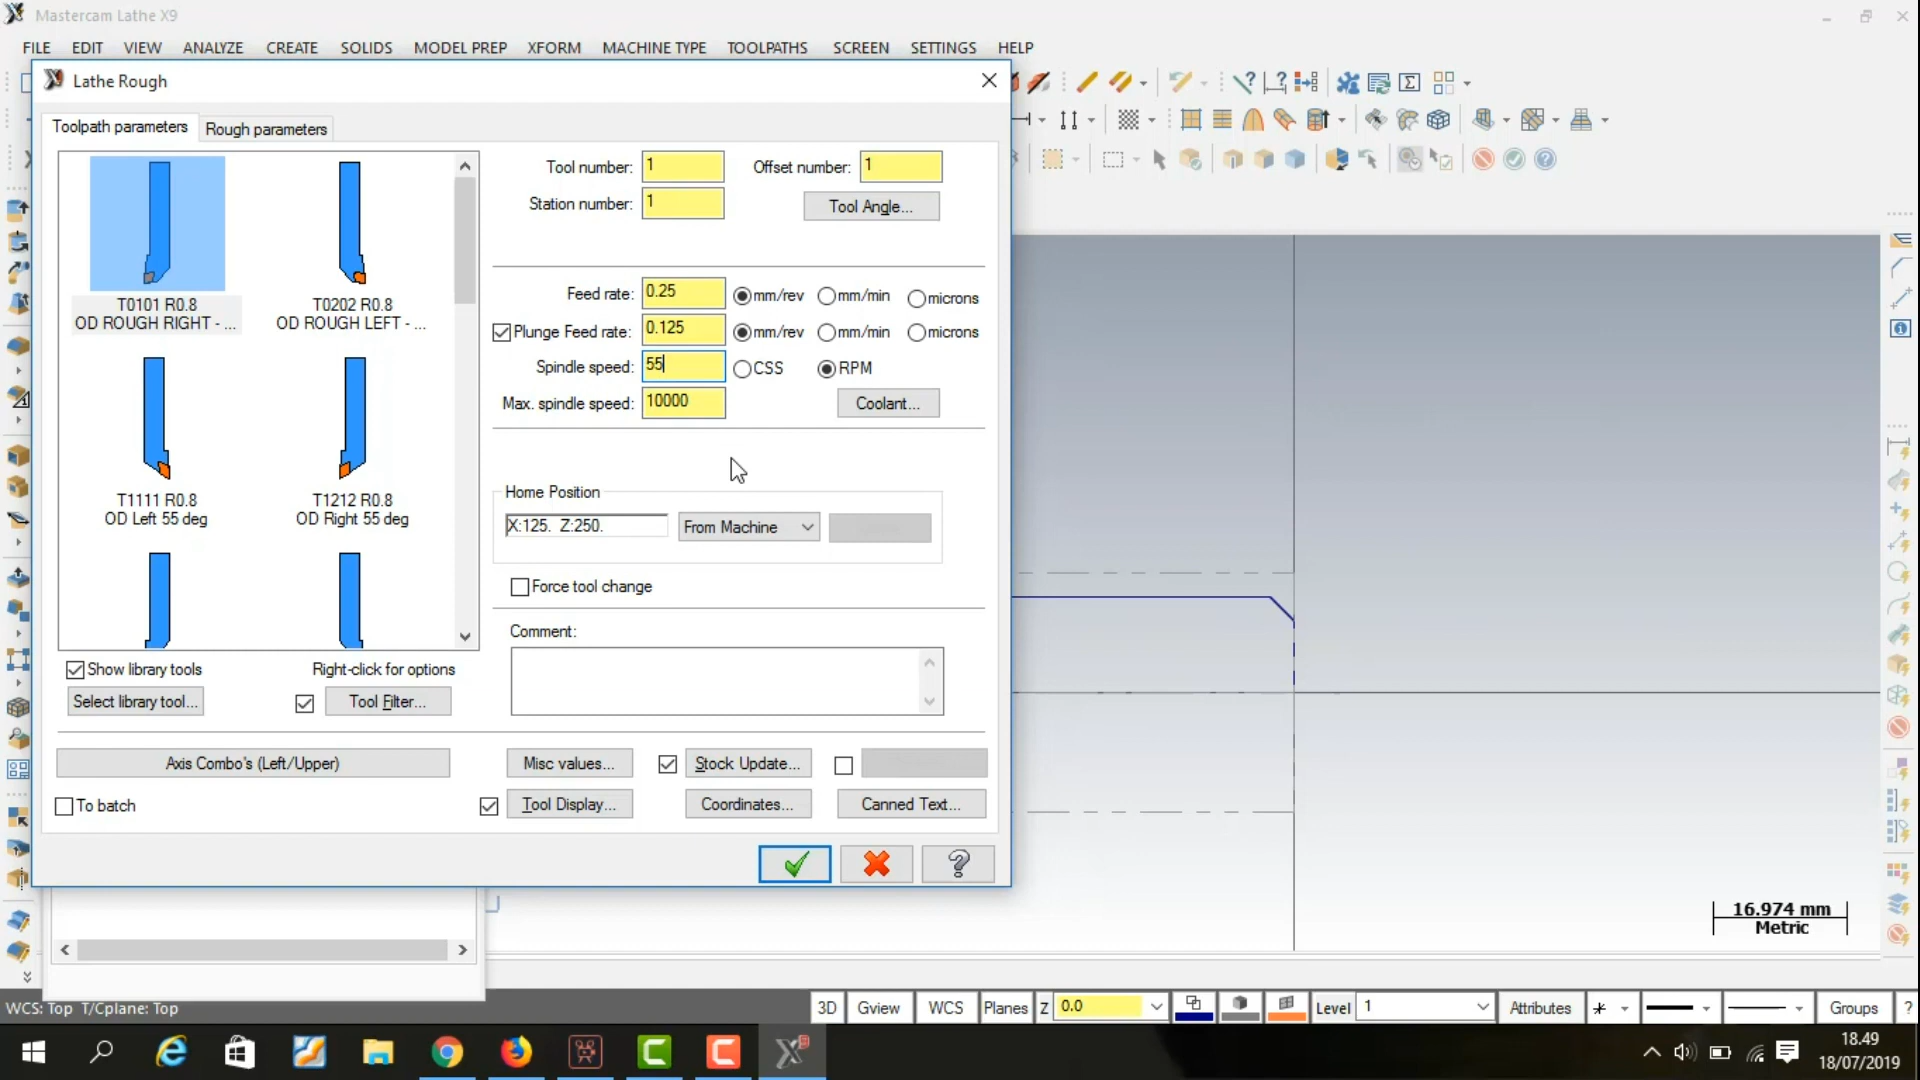 Mastercam Lathe X9
FILE EDIT VIEW ANALYZE CREATE SOLIDS MODEL PREP XFORM MACHINE TYPE TOOLPATHS SCREEN SETTINGS HELP
Lathe Rough
Toolpath parameters Rough parameters
T0101 R0.8
OD ROUGH RIGHT - ...
T0202 R0.8
OD ROUGH LEFT - ...
T1111 R0.8
OD Left 55 deg
T1212 R0.8
OD Right 55 deg
Show library tools Right-click for options
Select library tool... Tool Filter...
Axis Combo's (Left/Upper)
To batch
Tool number: 1 Offset number: 1
Station number: 1 Tool Angle...
Feed rate: 0.25 mm/rev mm/min microns
Plunge Feed rate: 0.125 mm/rev mm/min microns
Spindle speed: 55 CSS RPM
Max. spindle speed: 10000 Coolant...
Home Position
X:125. Z:250. From Machine
Force tool change
Comment:
Misc values... Stock Update...
Tool Display... Coordinates... Canned Text...
16.974 mm
Metric
WCS: Top T/Cplane: Top 3D Gview WCS Planes Z 0.0 Level 1 Attributes Groups ?
18.49
18/07/2019